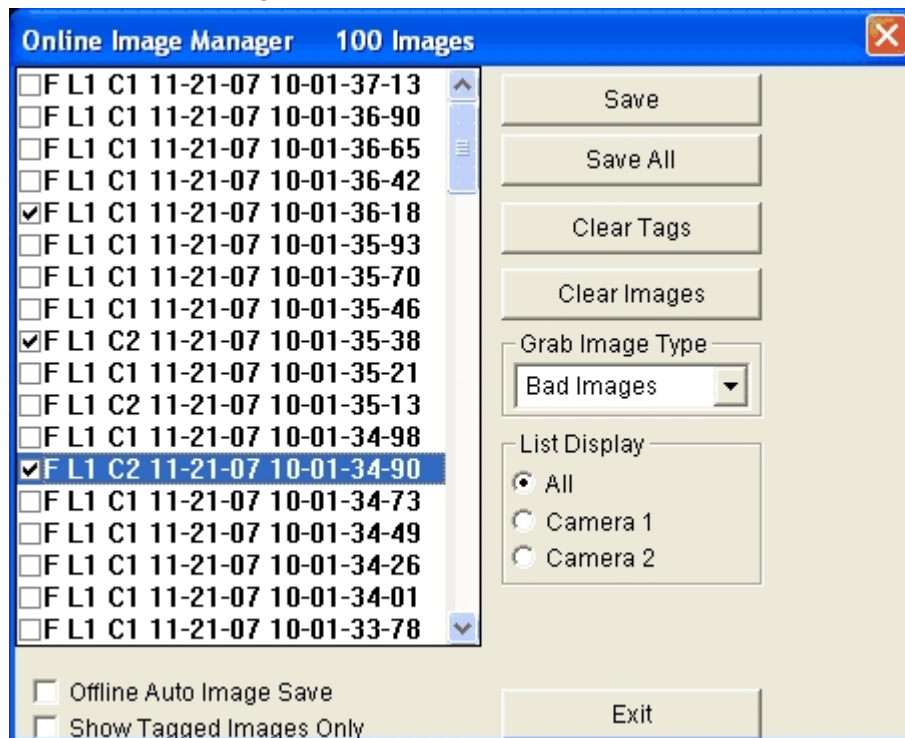 Online Image Manager 100 Images
F L1 C1 11-21-07 10-01-37-13
F L1 C1 11-21-07 10-01-36-90
F L1 C1 11-21-07 10-01-36-65
F L1 C1 11-21-07 10-01-36-42
F L1 C1 11-21-07 10-01-36-18
F L1 C1 11-21-07 10-01-35-93
F L1 C1 11-21-07 10-01-35-70
F L1 C1 11-21-07 10-01-35-46
F L1 C2 11-21-07 10-01-35-38
F L1 C1 11-21-07 10-01-35-21
F L1 C2 11-21-07 10-01-35-13
F L1 C1 11-21-07 10-01-34-98
F L1 C2 11-21-07 10-01-34-90
F L1 C1 11-21-07 10-01-34-73
F L1 C1 11-21-07 10-01-34-49
F L1 C1 11-21-07 10-01-34-26
F L1 C1 11-21-07 10-01-34-01
F L1 C1 11-21-07 10-01-33-78
Save
Save All
Clear Tags
Clear Images
Grab Image Type
Bad Images
List Display
All
Camera 1
Camera 2
Offline Auto Image Save
Show Tagged Images Only
Exit